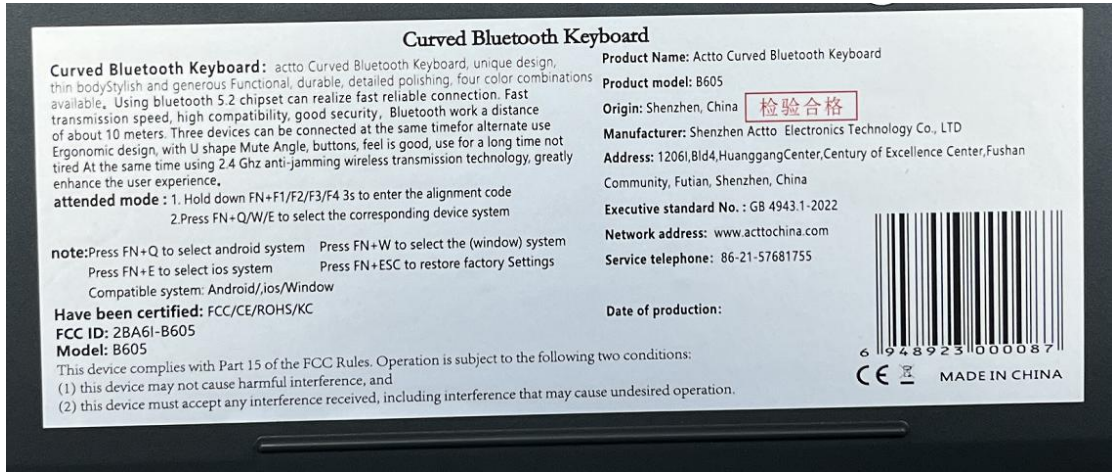 Curved Bluetooth Keyboard
Curved Bluetooth Keyboard: actto Curved Bluetooth Keyboard, unique design,
thin bodyStylish and generous Functional, durable, detailed polishing, four color combinations
available. Using bluetooth 5.2 chipset can realize fast reliable connection. Fast
transmission speed, high compatibility, good security, Bluetooth work a distance
of about 10 meters. Three devices can be connected at the same timefor alternate use
Ergonomic design, with U shape Mute Angle, buttons, feel is good, use for a long time not
tired At the same time using 2.4 Ghz anti-jamming wireless transmission technology, greatly
enhance the user experience.
attended mode : 1. Hold down FN+F1/F2/F3/F4 3s to enter the alignment code
2.Press FN+Q/W/E to select the corresponding device system
note:Press FN+Q to select android system Press FN+W to select the (window) system
Press FN+E to select ios system Press FN+ESC to restore factory Settings
Compatible system: Android/,ios/Window
Have been certified: FCC/CE/ROHS/KC
FCC ID: 2BA6I-B605
Model: B605
This device complies with Part 15 of the FCC Rules. Operation is subject to the following two conditions:
(1) this device may not cause harmful interference, and
(2) this device must accept any interference received, including interference that may cause undesired operation.
Product Name: Actto Curved Bluetooth Keyboard
Product model: B605
Origin: Shenzhen, China 检验合格
Manufacturer: Shenzhen Actto Electronics Technology Co., LTD
Address: 1206I,Bld4,HuanggangCenter,Century of Excellence Center,Fushan
Community, Futian, Shenzhen, China
Executive standard No. : GB 4943.1-2022
Network address: www.acttochina.com
Service telephone: 86-21-57681755
Date of production:
6 948923 000087
CE MADE IN CHINA